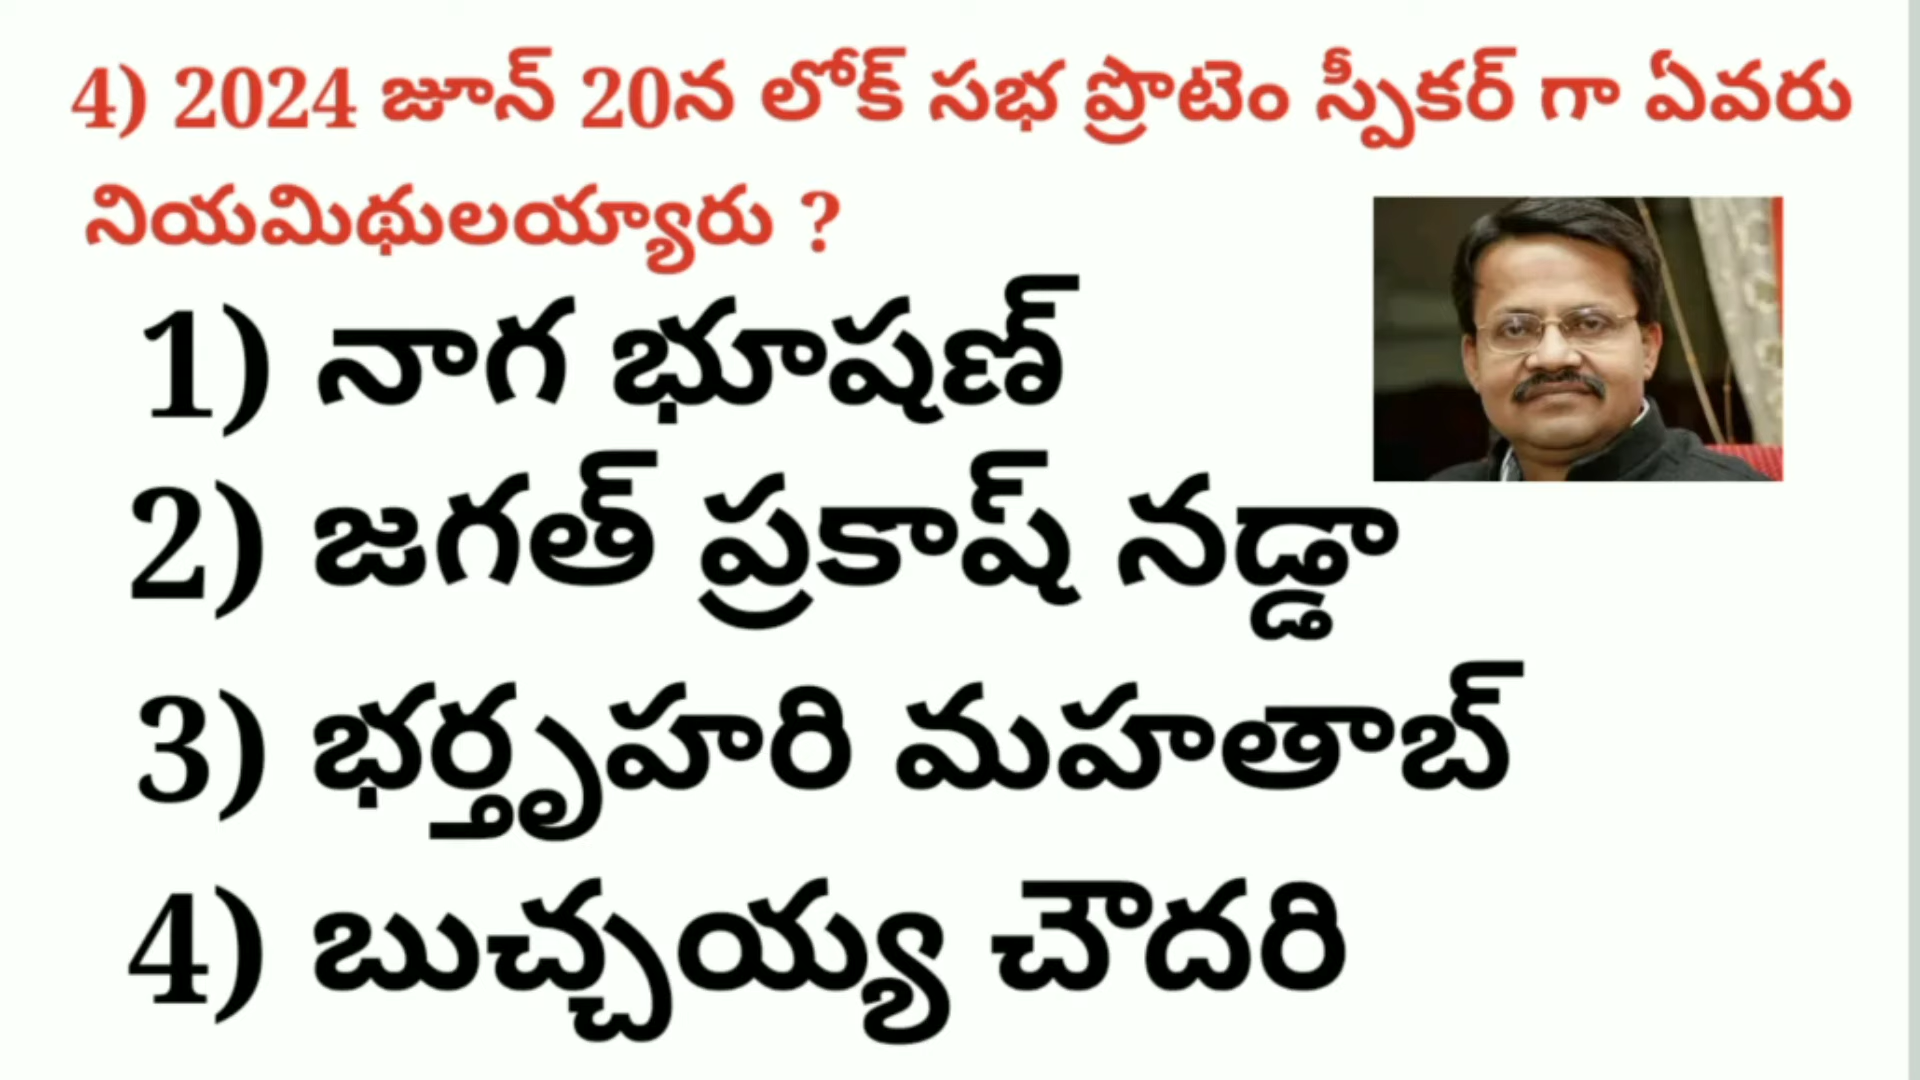 4) 2024 జూన్ 20న లోక్ సభ ప్రొటెం స్పీకర్ గా ఏవరు
నియమిథులయ్యారు ?
1) నాగ భూషణ్
2) జగత్ ప్రకాష్ నడ్డా
3) భర్తృహరి మహతాబ్
4) బుచ్చయ్య చౌదరి